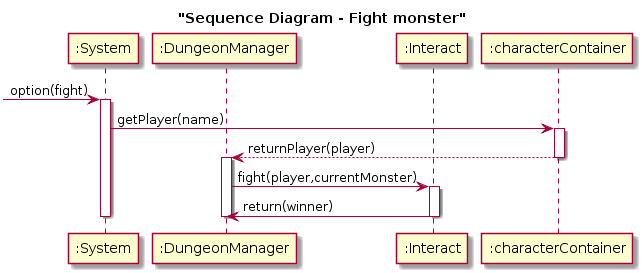 "Sequence Diagram - Fight monster"
:System
:DungeonManager
:Interact
:characterContainer
option(fight)
getPlayer(name)
returnPlayer(player)
fight(player,currentMonster)
return(winner)
:System
:DungeonManager
:Interact
:characterContainer